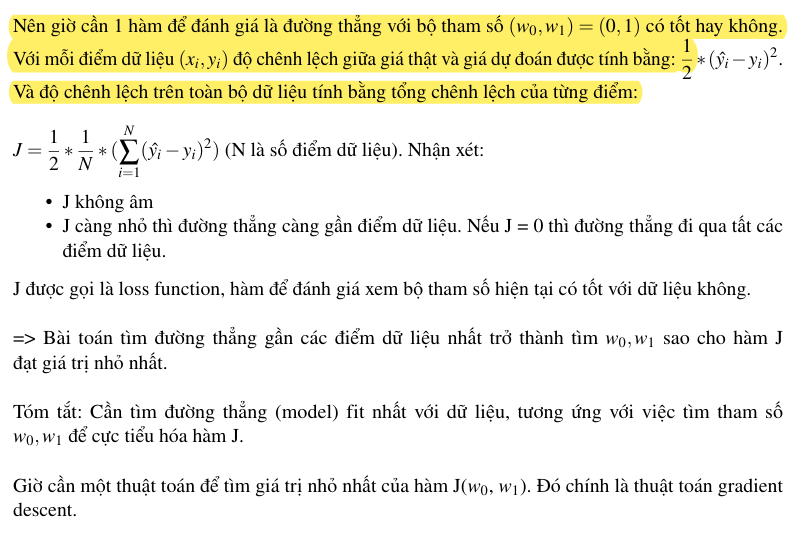 Nên giờ cần 1 hàm để đánh giá là đường thẳng với bộ tham số (w₀, w₁) = (0, 1) có tốt hay không.
Với mỗi điểm dữ liệu (xᵢ, yᵢ) độ chênh lệch giữa giá thật và giá dự đoán được tính bằng: 1/2 * (ŷᵢ − yᵢ)².
Và độ chênh lệch trên toàn bộ dữ liệu tính bằng tổng chênh lệch của từng điểm:
J = 1/2 * 1/N * (∑ᵢ₌₁ᴺ (ŷᵢ − yᵢ)²) (N là số điểm dữ liệu). Nhận xét:
• J không âm
• J càng nhỏ thì đường thẳng càng gần điểm dữ liệu. Nếu J = 0 thì đường thẳng đi qua tất các
điểm dữ liệu.
J được gọi là loss function, hàm để đánh giá xem bộ tham số hiện tại có tốt với dữ liệu không.
=> Bài toán tìm đường thẳng gần các điểm dữ liệu nhất trở thành tìm w₀, w₁ sao cho hàm J
đạt giá trị nhỏ nhất.
Tóm tắt: Cần tìm đường thẳng (model) fit nhất với dữ liệu, tương ứng với việc tìm tham số
w₀, w₁ để cực tiểu hóa hàm J.
Giờ cần một thuật toán để tìm giá trị nhỏ nhất của hàm J(w₀, w₁). Đó chính là thuật toán gradient
descent.